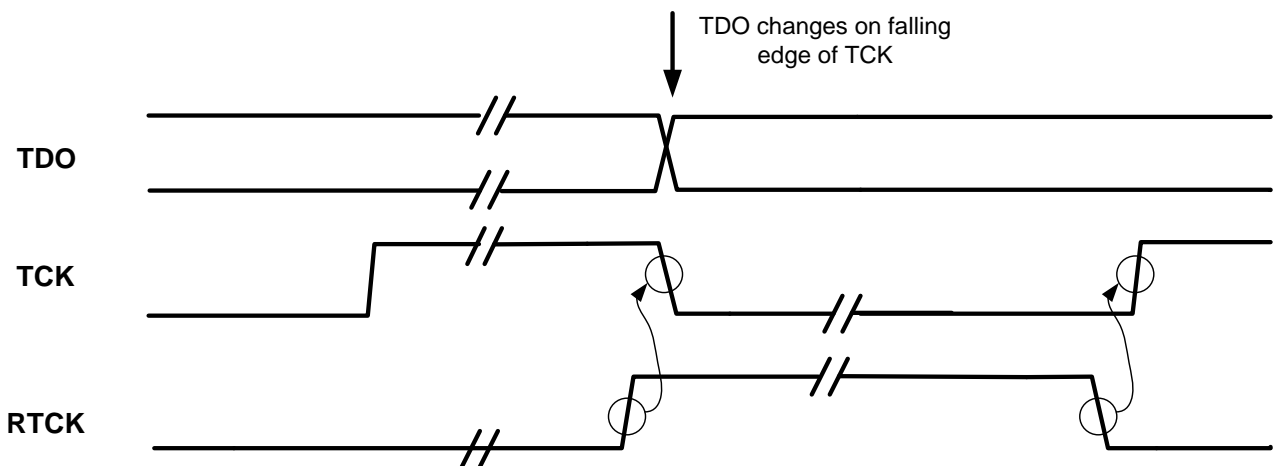 TDO changes on falling
edge of TCK
TDO
TCK
RTCK